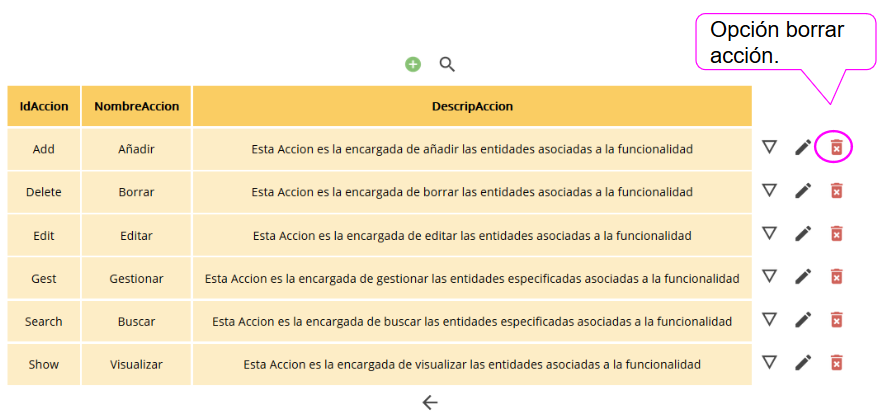 Opción borrar
acción.
IdAccion NombreAccion DescripAccion
Add Añadir Esta Accion es la encargada de añadir las entidades asociadas a la funcionalidad
Delete Borrar Esta Accion es la encargada de borrar las entidades asociadas a la funcionalidad
Edit Editar Esta Accion es la encargada de editar las entidades asociadas a la funcionalidad
Gest Gestionar Esta Accion es la encargada de gestionar las entidades especificadas asociadas a la funcionalidad
Search Buscar Esta Accion es la encargada de buscar las entidades especificadas asociadas a la funcionalidad
Show Visualizar Esta Accion es la encargada de visualizar las entidades asociadas a la funcionalidad